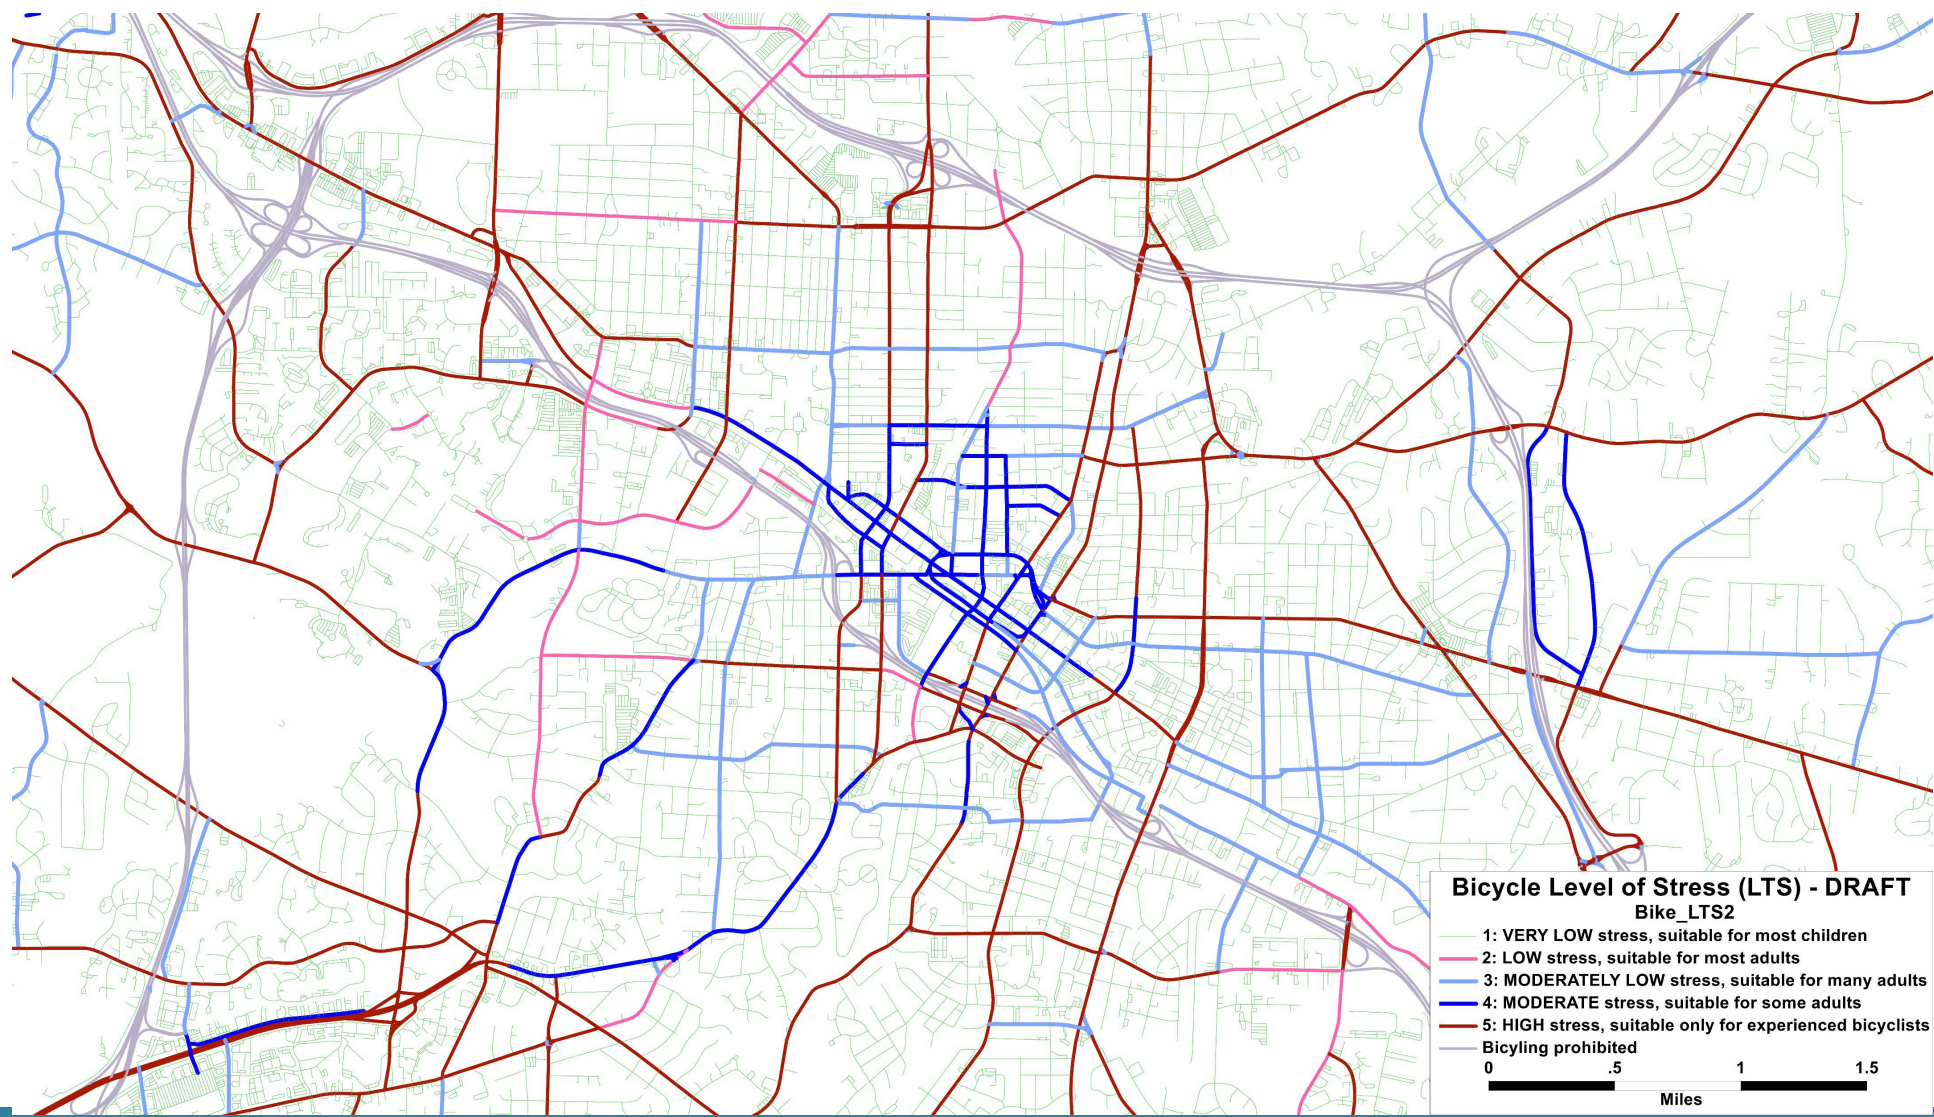 Bicycle Level of Stress (LTS) - DRAFT
Bike_LTS2
1: VERY LOW stress, suitable for most children
2: LOW stress, suitable for most adults
3: MODERATELY LOW stress, suitable for many adults
4: MODERATE stress, suitable for some adults
5: HIGH stress, suitable only for experienced bicyclists
Bicyling prohibited
0 .5 1 1.5
Miles